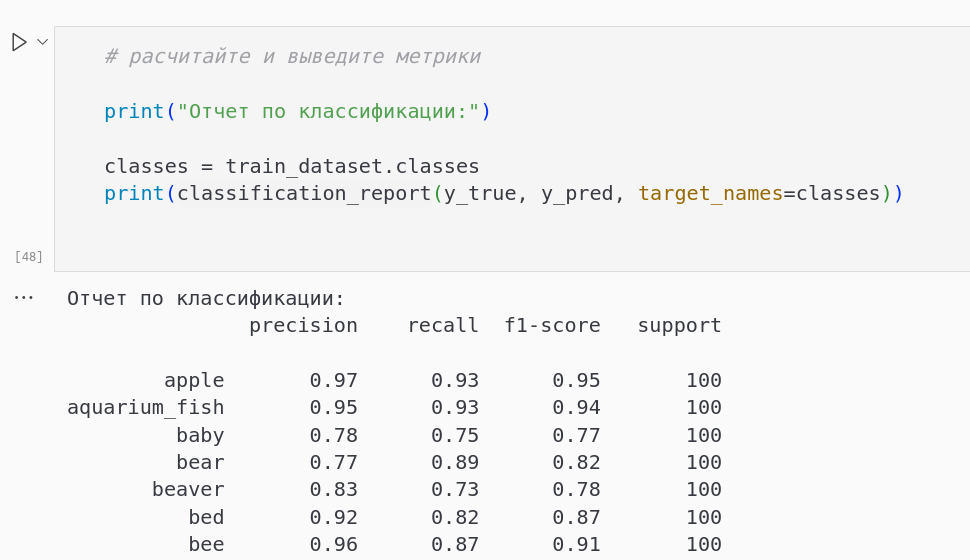 # расчитайте и выведите метрики
print("Отчет по классификации:")
classes = train_dataset.classes
print(classification_report(y_true, y_pred, target_names=classes))
[48]
Отчет по классификации:
precision recall f1-score support
apple 0.97 0.93 0.95 100
aquarium_fish 0.95 0.93 0.94 100
baby 0.78 0.75 0.77 100
bear 0.77 0.89 0.82 100
beaver 0.83 0.73 0.78 100
bed 0.92 0.82 0.87 100
bee 0.96 0.87 0.91 100